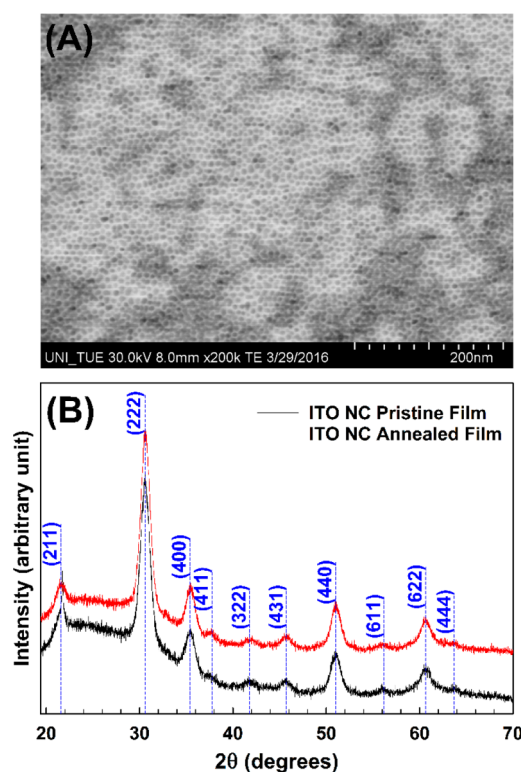 (A)
UNI_TUE 30.0kV 8.0mm x200k TE 3/29/2016 200nm
(B)
ITO NC Pristine Film
ITO NC Annealed Film
(211)
(222)
(400)
(411)
(322)
(431)
(440)
(611)
(622)
(444)
Intensity (arbitrary unit)
20 30 40 50 60 70
2θ (degrees)